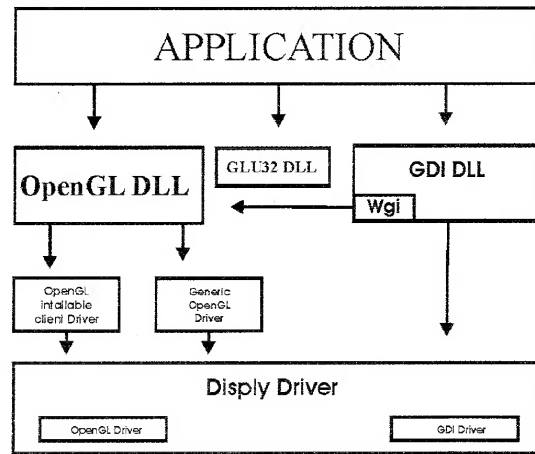 APPLICATION
OpenGL DLL
GLU32 DLL
GDI DLL
Wgi
OpenGL
intallable
client Driver
Generic
OpenGL
Driver
Disply Driver
OpenGL Driver
GDI Driver